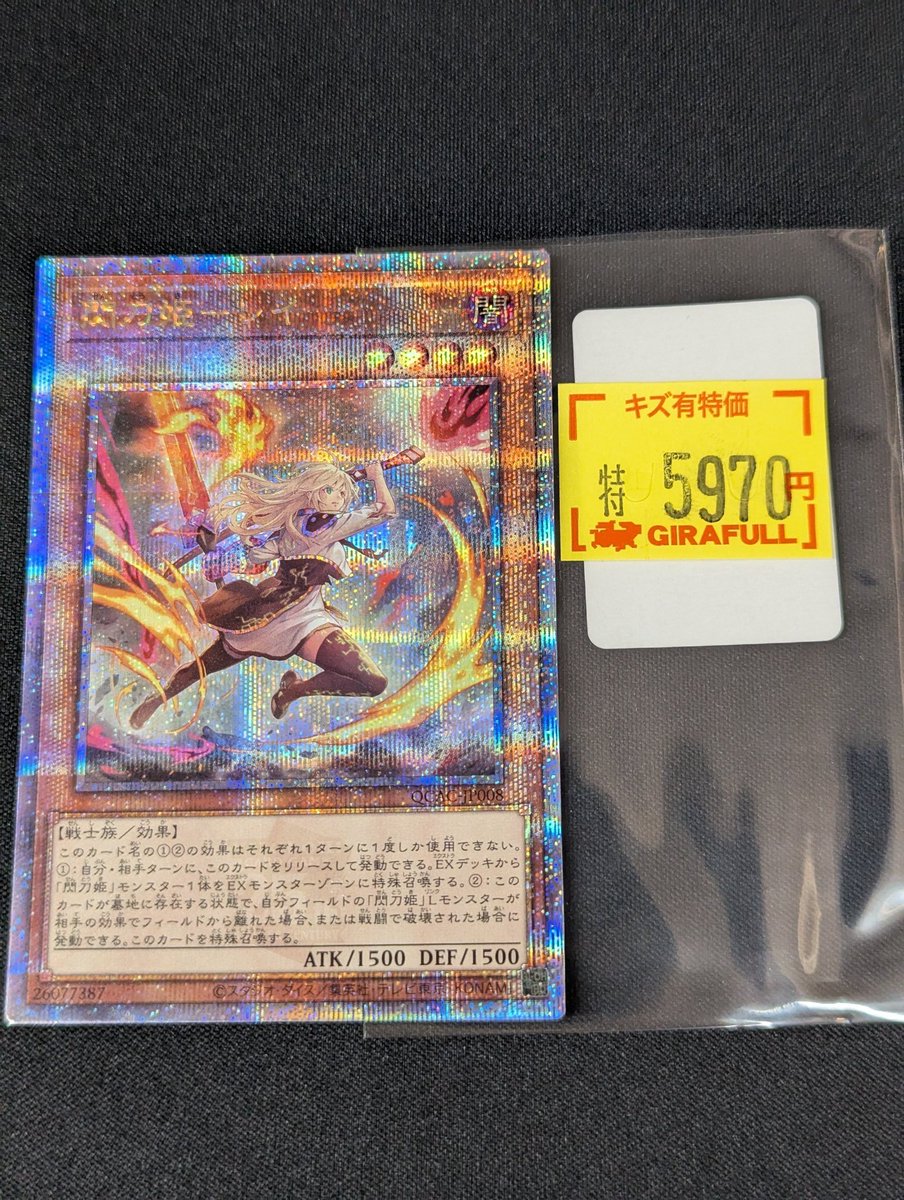 閃刀姫－レイ
闇
QCAC-JP008
【戦士族／効果】
このカード名の①②の効果はそれぞれ１ターンに１度しか使用できない。
①：自分・相手ターンに、このカードをリリースして発動できる。EXデッキから
「閃刀姫」モンスター１体をEXモンスターゾーンに特殊召喚する。②：この
カードが墓地に存在する状態で、自分フィールドの「閃刀姫」Lモンスターが
相手の効果でフィールドから離れた場合、または戦闘で破壊された場合に
発動できる。このカードを特殊召喚する。
ATK/1500 DEF/1500
26077387
©スタジオ・ダイス／集英社・テレビ東京・KONAMI
キズ有特価
特付 5970円
GIRAFULL